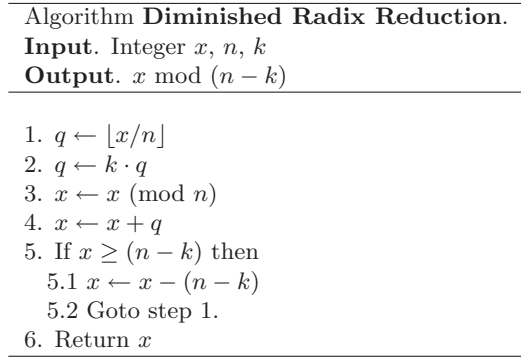 Algorithm Diminished Radix Reduction.
Input. Integer x, n, k
Output. x mod (n − k)
1. q ← ⌊x/n⌋
2. q ← k · q
3. x ← x (mod n)
4. x ← x + q
5. If x ≥ (n − k) then
5.1 x ← x − (n − k)
5.2 Goto step 1.
6. Return x